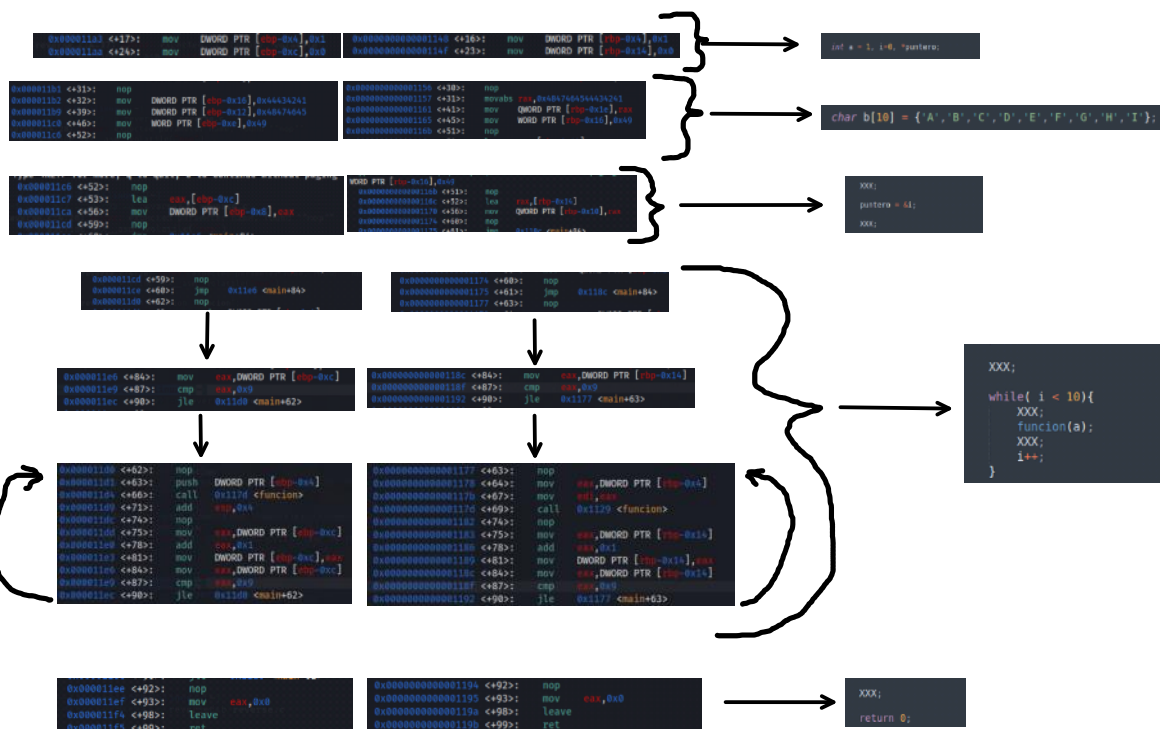 0x000011a3 <+17>: mov DWORD PTR [ebp-0x4],0x1
0x000011aa <+24>: mov DWORD PTR [ebp-0xc],0x0
0x0000000000001148 <+16>: mov DWORD PTR [rbp-0x4],0x1
0x000000000000114f <+23>: mov DWORD PTR [rbp-0x14],0x0
int a = 1, i=0, *puntero;
0x000011b1 <+31>: nop
0x000011b2 <+32>: mov DWORD PTR [ebp-0x16],0x44434241
0x000011b9 <+39>: mov DWORD PTR [ebp-0x12],0x48474645
0x000011c0 <+46>: mov WORD PTR [ebp-0xe],0x49
0x000011c6 <+52>: nop
0x0000000000001156 <+30>: nop
0x0000000000001157 <+31>: movabs rax,0x4847464544434241
0x0000000000001161 <+41>: mov QWORD PTR [rbp-0x1e],rax
0x0000000000001165 <+45>: mov WORD PTR [rbp-0x16],0x49
0x000000000000116b <+51>: nop
char b[10] = {'A','B','C','D','E','F','G','H','I'};
0x000011c6 <+52>: nop
0x000011c7 <+53>: lea eax,[ebp-0xc]
0x000011ca <+56>: mov DWORD PTR [ebp-0x8],eax
0x000011cd <+59>: nop
WORD PTR [rbp-0x16],0x49
0x000000000000116b <+51>: nop
0x000000000000116c <+52>: lea rax,[rbp-0x14]
0x0000000000001170 <+56>: mov QWORD PTR [rbp-0x10],rax
0x0000000000001174 <+60>: nop
XXX;
puntero = &i;
XXX;
0x000011cd <+59>: nop
0x000011ce <+60>: jmp 0x11e6 <main+84>
0x000011d0 <+62>: nop
0x0000000000001174 <+60>: nop
0x0000000000001175 <+61>: jmp 0x118c <main+84>
0x0000000000001177 <+63>: nop
0x000011e6 <+84>: mov eax,DWORD PTR [ebp-0xc]
0x000011e9 <+87>: cmp eax,0x9
0x000011ec <+90>: jle 0x11d0 <main+62>
0x000000000000118c <+84>: mov eax,DWORD PTR [rbp-0x14]
0x000000000000118f <+87>: cmp eax,0x9
0x0000000000001192 <+90>: jle 0x1177 <main+63>
XXX;
while( i < 10){
XXX;
funcion(a);
XXX;
i++;
}
0x000011d0 <+62>: nop
0x000011d1 <+63>: push DWORD PTR [ebp-0x4]
0x000011d4 <+66>: call 0x117d <funcion>
0x000011d9 <+71>: add esp,0x4
0x000011dc <+74>: nop
0x000011dd <+75>: mov eax,DWORD PTR [ebp-0xc]
0x000011e0 <+78>: add eax,0x1
0x000011e3 <+81>: mov DWORD PTR [ebp-0xc],eax
0x000011e6 <+84>: mov eax,DWORD PTR [ebp-0xc]
0x000011e9 <+87>: cmp eax,0x9
0x000011ec <+90>: jle 0x11d0 <main+62>
0x0000000000001177 <+63>: nop
0x0000000000001178 <+64>: mov eax,DWORD PTR [rbp-0x4]
0x000000000000117b <+67>: mov edi,eax
0x000000000000117d <+69>: call 0x1129 <funcion>
0x0000000000001182 <+74>: nop
0x0000000000001183 <+75>: mov eax,DWORD PTR [rbp-0x14]
0x0000000000001186 <+78>: add eax,0x1
0x0000000000001189 <+81>: mov DWORD PTR [rbp-0x14],eax
0x000000000000118c <+84>: mov eax,DWORD PTR [rbp-0x14]
0x000000000000118f <+87>: cmp eax,0x9
0x0000000000001192 <+90>: jle 0x1177 <main+63>
0x000011ee <+92>: nop
0x000011ef <+93>: mov eax,0x0
0x000011f4 <+98>: leave
0x000011f5 <+99>: ret
0x0000000000001194 <+92>: nop
0x0000000000001195 <+93>: mov eax,0x0
0x000000000000119a <+98>: leave
0x000000000000119b <+99>: ret
XXX;
return 0;